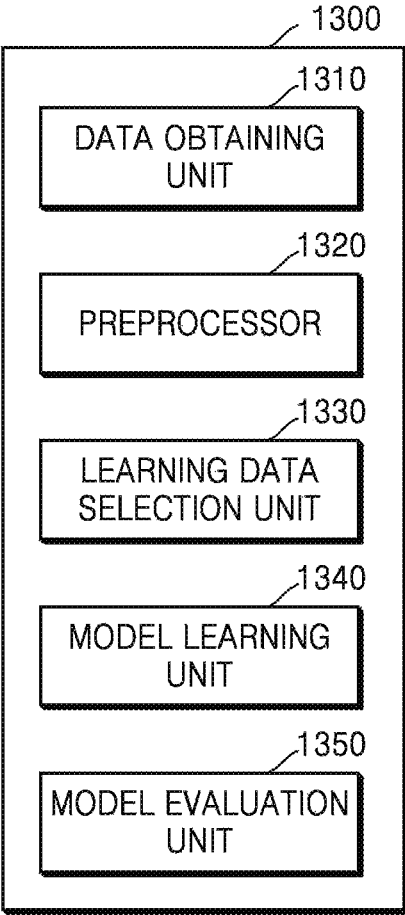 1300
1310
DATA OBTAINING
UNIT
1320
PREPROCESSOR
1330
LEARNING DATA
SELECTION UNIT
1340
MODEL LEARNING
UNIT
1350
MODEL EVALUATION
UNIT